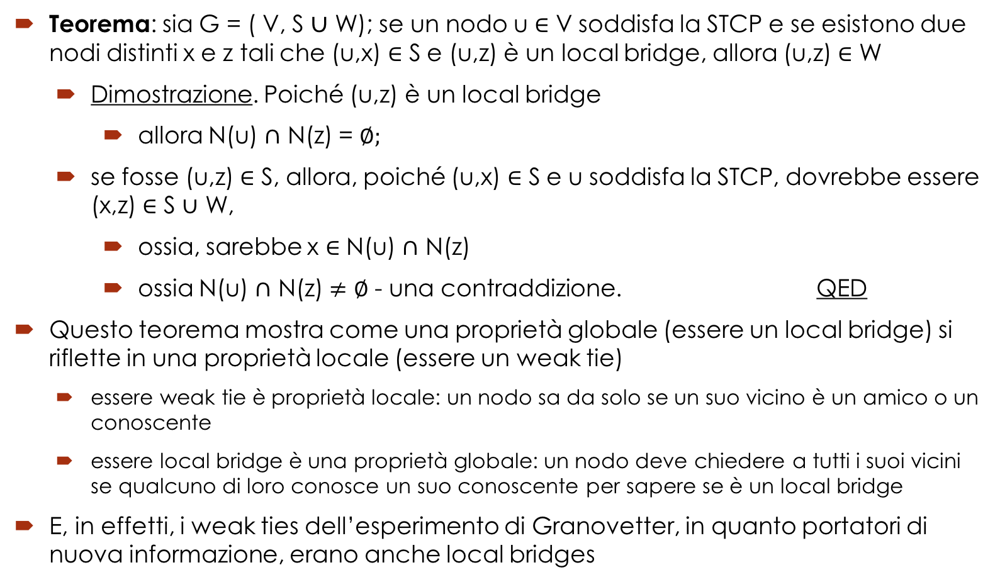 Teorema: sia G = ( V, S ∪ W); se un nodo u ∈ V soddisfa la STCP e se esistono due
nodi distinti x e z tali che (u,x) ∈ S e (u,z) è un local bridge, allora (u,z) ∈ W
Dimostrazione. Poiché (u,z) è un local bridge
allora N(u) ∩ N(z) = ∅;
se fosse (u,z) ∈ S, allora, poiché (u,x) ∈ S e u soddisfa la STCP, dovrebbe essere
(x,z) ∈ S ∪ W,
ossia, sarebbe x ∈ N(u) ∩ N(z)
ossia N(u) ∩ N(z) ≠ ∅ - una contraddizione. QED
Questo teorema mostra come una proprietà globale (essere un local bridge) si
riflette in una proprietà locale (essere un weak tie)
essere weak tie è proprietà locale: un nodo sa da solo se un suo vicino è un amico o un
conoscente
essere local bridge è una proprietà globale: un nodo deve chiedere a tutti i suoi vicini
se qualcuno di loro conosce un suo conoscente per sapere se è un local bridge
E, in effetti, i weak ties dell'esperimento di Granovetter, in quanto portatori di
nuova informazione, erano anche local bridges